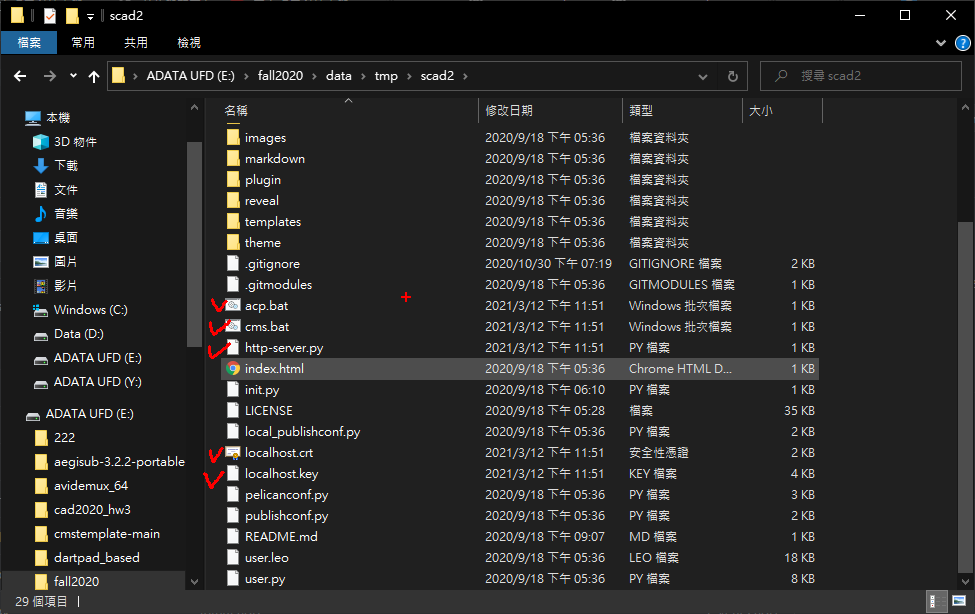 scad2
檔案 常用 共用 檢視
ADATA UFD (E:) fall2020 data tmp scad2 搜尋 scad2
本機
3D 物件
下載
文件
音樂
桌面
圖片
影片
Windows (C:)
Data (D:)
ADATA UFD (E:)
ADATA UFD (Y:)
ADATA UFD (E:)
222
aegisub-3.2.2-portable
avidemux_64
cad2020_hw3
cmstemplate-main
dartpad_based
fall2020
名稱 修改日期 類型 大小
images 2020/9/18 下午 05:36 檔案資料夾
markdown 2020/9/18 下午 05:36 檔案資料夾
plugin 2020/9/18 下午 05:36 檔案資料夾
reveal 2020/9/18 下午 05:36 檔案資料夾
templates 2020/9/18 下午 05:36 檔案資料夾
theme 2020/9/18 下午 05:36 檔案資料夾
.gitignore 2020/10/30 下午 07:19 GITIGNORE 檔案 2 KB
.gitmodules 2020/9/18 下午 05:36 GITMODULES 檔案 1 KB
acp.bat 2021/3/12 下午 11:51 Windows 批次檔案 1 KB
cms.bat 2021/3/12 下午 11:51 Windows 批次檔案 1 KB
http-server.py 2021/3/12 下午 11:51 PY 檔案 1 KB
index.html 2020/9/18 下午 05:36 Chrome HTML D... 1 KB
init.py 2020/9/18 下午 06:10 PY 檔案 1 KB
LICENSE 2020/9/18 下午 05:28 檔案 35 KB
local_publishconf.py 2020/9/18 下午 05:36 PY 檔案 2 KB
localhost.crt 2021/3/12 下午 11:51 安全性憑證 2 KB
localhost.key 2021/3/12 下午 11:51 KEY 檔案 4 KB
pelicanconf.py 2020/9/18 下午 05:36 PY 檔案 3 KB
publishconf.py 2020/9/18 下午 05:36 PY 檔案 2 KB
README.md 2020/9/18 下午 09:07 MD 檔案 1 KB
user.leo 2020/9/18 下午 05:36 LEO 檔案 18 KB
user.py 2020/9/18 下午 05:36 PY 檔案 8 KB
29 個項目